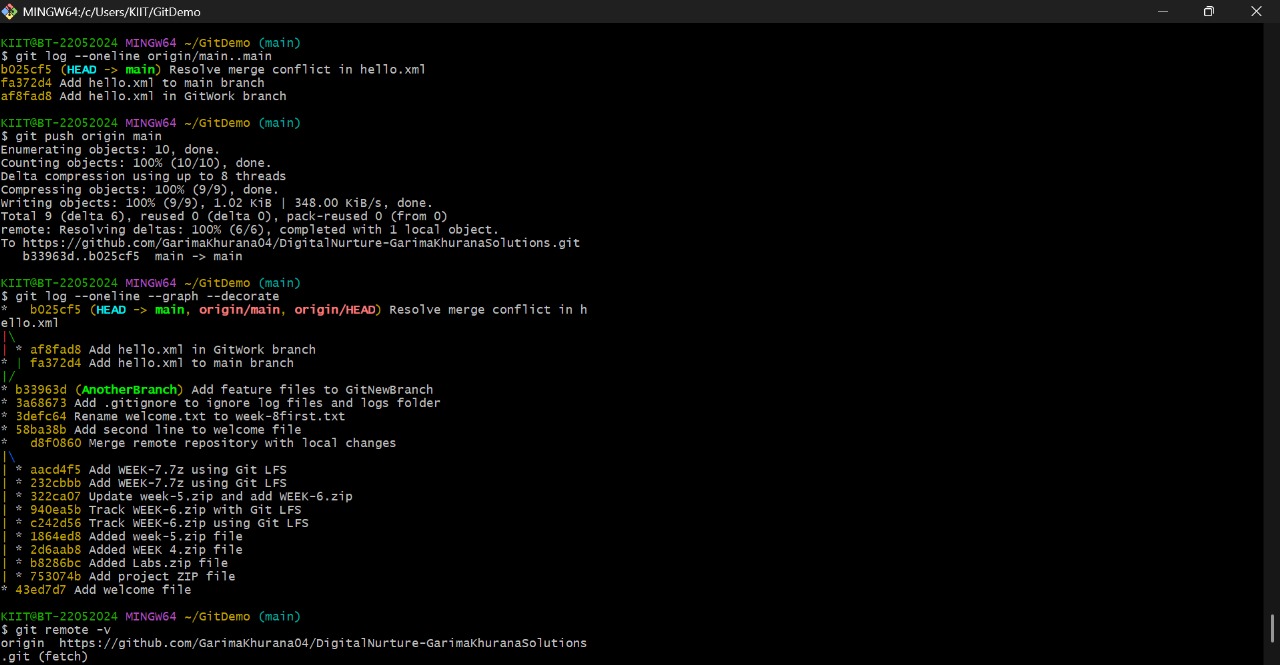 MINGW64:/c/Users/KIIT/GitDemo
KIIT@BT-22052024 MINGW64 ~/GitDemo (main)
$ git log --oneline origin/main..main
b025cf5 (HEAD -> main) Resolve merge conflict in hello.xml
fa372d4 Add hello.xml to main branch
af8fad8 Add hello.xml in GitWork branch
KIIT@BT-22052024 MINGW64 ~/GitDemo (main)
$ git push origin main
Enumerating objects: 10, done.
Counting objects: 100% (10/10), done.
Delta compression using up to 8 threads
Compressing objects: 100% (9/9), done.
Writing objects: 100% (9/9), 1.02 KiB | 348.00 KiB/s, done.
Total 9 (delta 6), reused 0 (delta 0), pack-reused 0 (from 0)
remote: Resolving deltas: 100% (6/6), completed with 1 local object.
To https://github.com/GarimaKhurana04/DigitalNurture-GarimaKhuranaSolutions.git
   b33963d..b025cf5  main -> main
KIIT@BT-22052024 MINGW64 ~/GitDemo (main)
$ git log --oneline --graph --decorate
*   b025cf5 (HEAD -> main, origin/main, origin/HEAD) Resolve merge conflict in h
ello.xml
|\
| * af8fad8 Add hello.xml in GitWork branch
* | fa372d4 Add hello.xml to main branch
|/
* b33963d (AnotherBranch) Add feature files to GitNewBranch
* 3a68673 Add .gitignore to ignore log files and logs folder
* 3defc64 Rename welcome.txt to week-8first.txt
* 58ba38b Add second line to welcome file
*   d8f0860 Merge remote repository with local changes
|\
| * aacd4f5 Add WEEK-7.7z using Git LFS
| * 232cbbb Add WEEK-7.7z using Git LFS
| * 322ca07 Update week-5.zip and add WEEK-6.zip
| * 940ea5b Track WEEK-6.zip with Git LFS
| * c242d56 Track WEEK-6.zip using Git LFS
| * 1864ed8 Added week-5.zip file
| * 2d6aab8 Added WEEK 4.zip file
| * b8286bc Added Labs.zip file
| * 753074b Add project ZIP file
* 43ed7d7 Add welcome file
KIIT@BT-22052024 MINGW64 ~/GitDemo (main)
$ git remote -v
origin  https://github.com/GarimaKhurana04/DigitalNurture-GarimaKhuranaSolutions
.git (fetch)